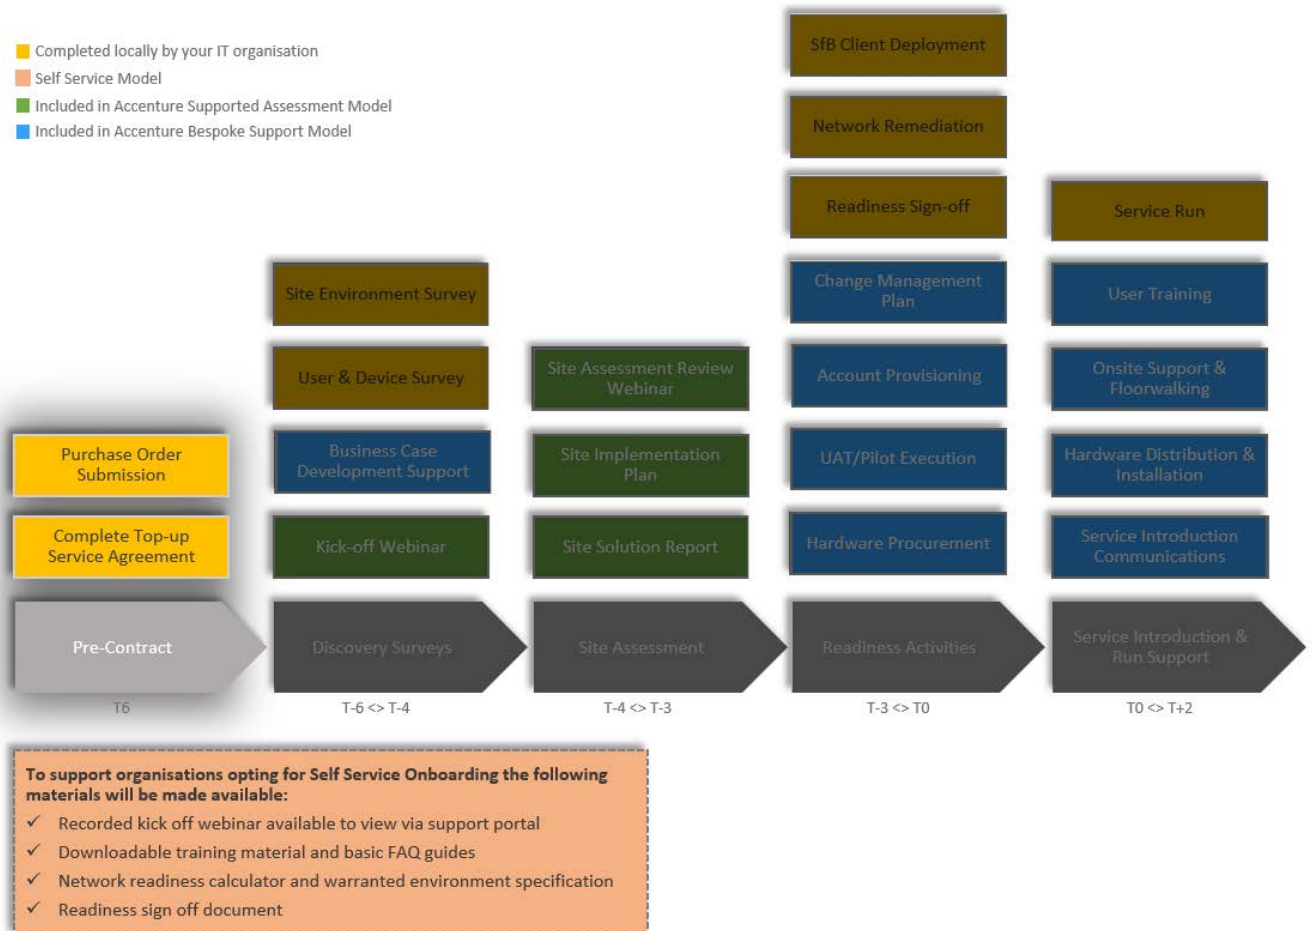 Completed locally by your IT organisation
Self Service Model
Included in Accenture Supported Assessment Model
Included in Accenture Bespoke Support Model
Purchase Order
Submission
Complete Top-up
Service Agreement
Pre-Contract
T6
Site Environment Survey
User & Device Survey
Business Case
Development Support
Kick-off Webinar
Discovery Surveys
T-6 <> T-4
Site Assessment Review
Webinar
Site Implementation
Plan
Site Solution Report
Site Assessment
T-4 <> T-3
SfB Client Deployment
Network Remediation
Readiness Sign-off
Change Management
Plan
Account Provisioning
UAT/Pilot Execution
Hardware Procurement
Readiness Activities
T-3 <> T0
Service Run
User Training
Onsite Support &
Floorwalking
Hardware Distribution &
Installation
Service Introduction
Communications
Service Introduction &
Run Support
T0 <> T+2
To support organisations opting for Self Service Onboarding the following
materials will be made available:
✓ Recorded kick off webinar available to view via support portal
✓ Downloadable training material and basic FAQ guides
✓ Network readiness calculator and warranted environment specification
✓ Readiness sign off document